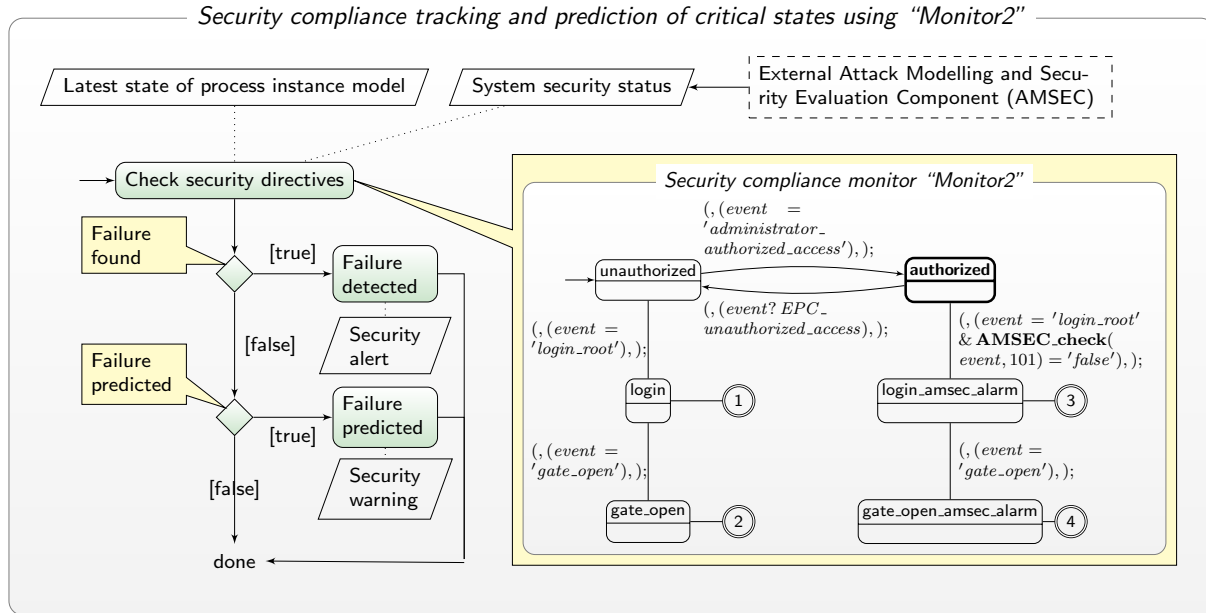 Security compliance tracking and prediction of critical states using “Monitor2”
Latest state of process instance model
System security status
External Attack Modelling and Secu-
rity Evaluation Component (AMSEC)
Check security directives
Failure
found
[true]
Failure
detected
Security
alert
[false]
Failure
predicted
[true]
Failure
predicted
Security
warning
[false]
done
Security compliance monitor “Monitor2”
(,(event =
'administrator_
authorized_access'),);
unauthorized
authorized
(,(event? EPC_
unauthorized_access),);
(,(event =
'login_root'),);
(,(event = 'login_root'
& AMSEC_check(
event, 101) = 'false'),);
login
1
login_amsec_alarm
3
(,(event =
'gate_open'),);
(,(event =
'gate_open'),);
gate_open
2
gate_open_amsec_alarm
4